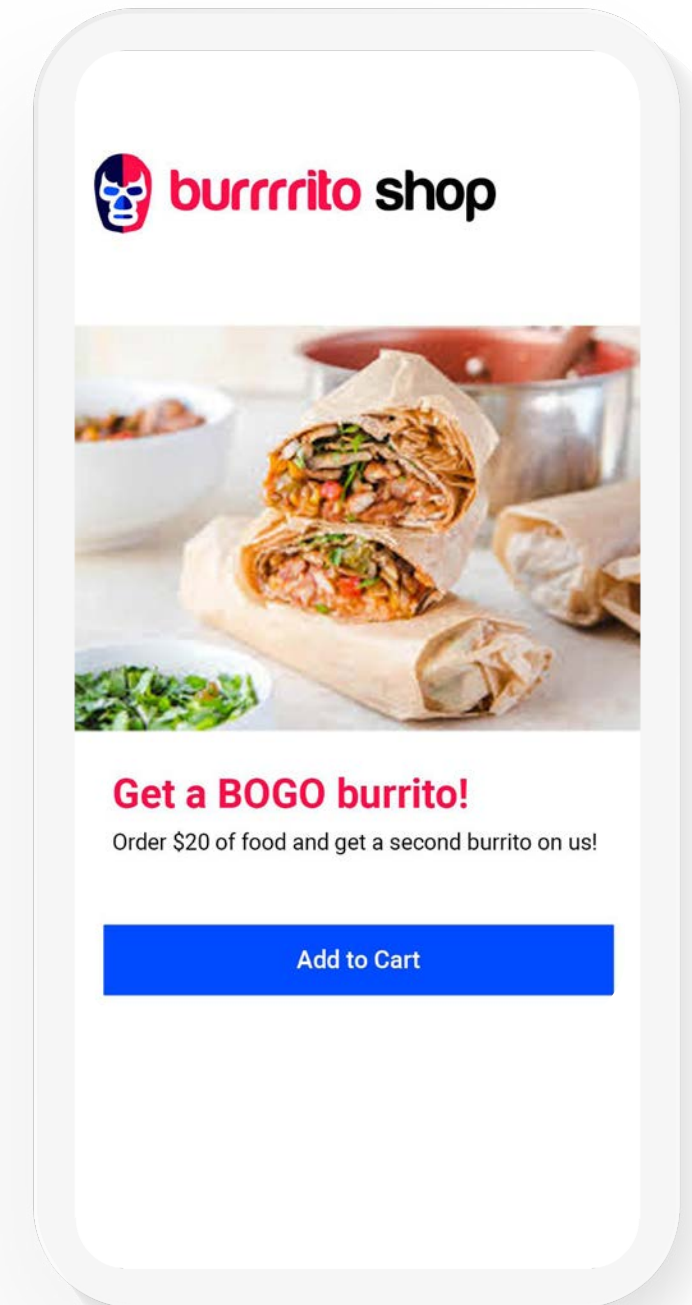 burrrrito shop
Get a BOGO burrito!
Order $20 of food and get a second burrito on us!
Add to Cart